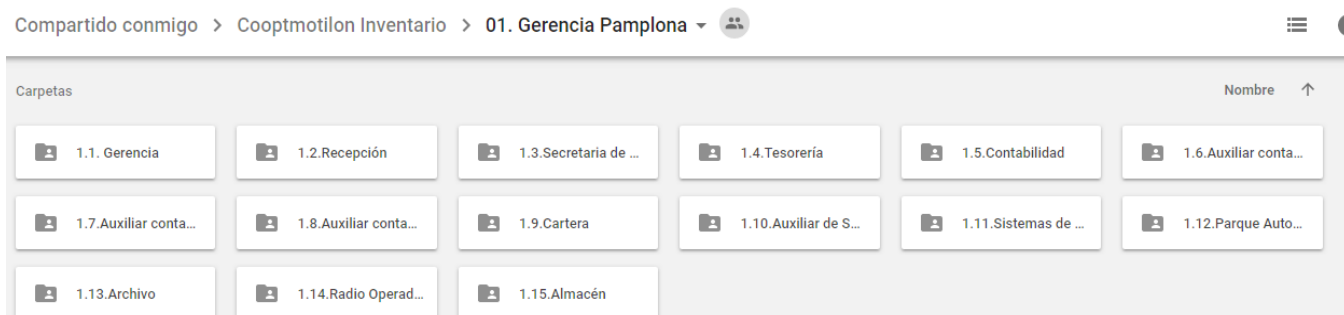 Compartido conmigo > Cooptmotilon Inventario > 01. Gerencia Pamplona
Carpetas Nombre
1.1. Gerencia 1.2.Recepción 1.3.Secretaria de ... 1.4.Tesorería 1.5.Contabilidad 1.6.Auxiliar conta...
1.7.Auxiliar conta... 1.8.Auxiliar conta... 1.9.Cartera 1.10.Auxiliar de S... 1.11.Sistemas de ... 1.12.Parque Auto...
1.13.Archivo 1.14.Radio Operad... 1.15.Almacén